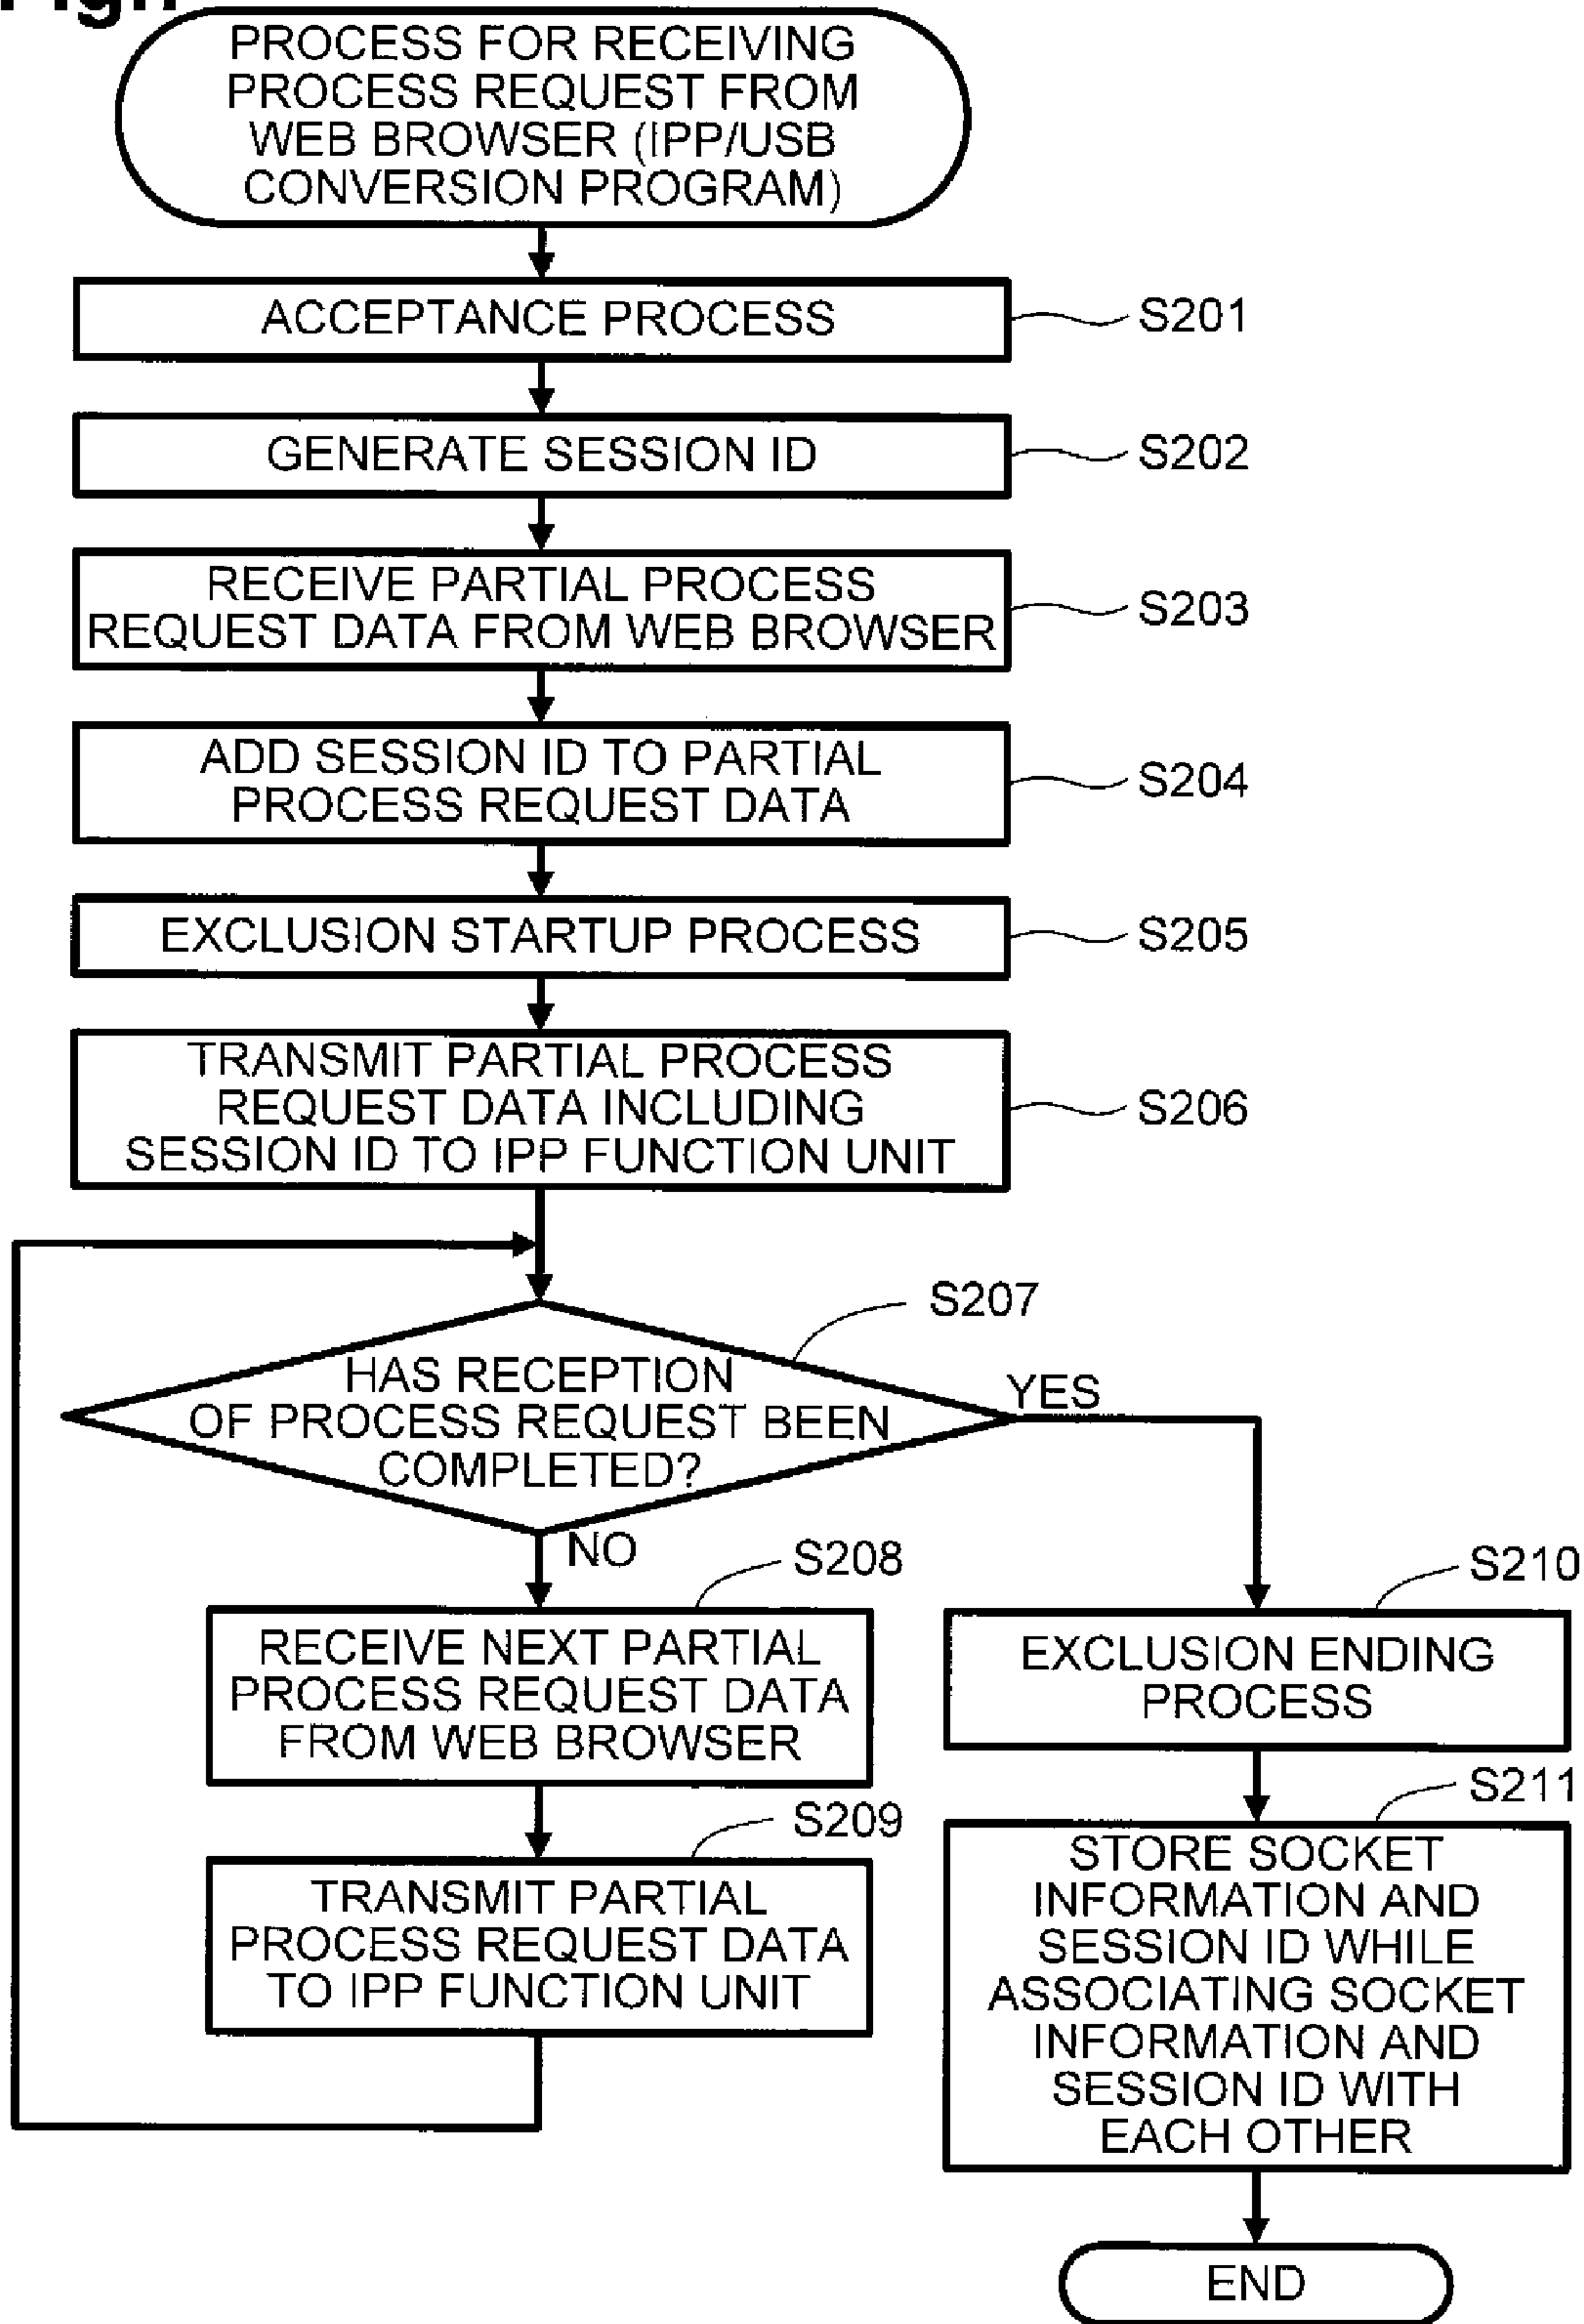 PROCESS FOR RECEIVING
PROCESS REQUEST FROM
WEB BROWSER (IPP/USB
CONVERSION PROGRAM)
ACCEPTANCE PROCESS
S201
GENERATE SESSION ID
S202
RECEIVE PARTIAL PROCESS
REQUEST DATA FROM WEB BROWSER
S203
ADD SESSION ID TO PARTIAL
PROCESS REQUEST DATA
S204
EXCLUSION STARTUP PROCESS
S205
TRANSMIT PARTIAL PROCESS
REQUEST DATA INCLUDING
SESSION ID TO IPP FUNCTION UNIT
S206
S207
HAS RECEPTION
OF PROCESS REQUEST BEEN
COMPLETED?
YES
NO
S208
RECEIVE NEXT PARTIAL
PROCESS REQUEST DATA
FROM WEB BROWSER
S209
TRANSMIT PARTIAL
PROCESS REQUEST DATA
TO IPP FUNCTION UNIT
S210
EXCLUSION ENDING
PROCESS
S211
STORE SOCKET
INFORMATION AND
SESSION ID WHILE
ASSOCIATING SOCKET
INFORMATION AND
SESSION ID WITH
EACH OTHER
END